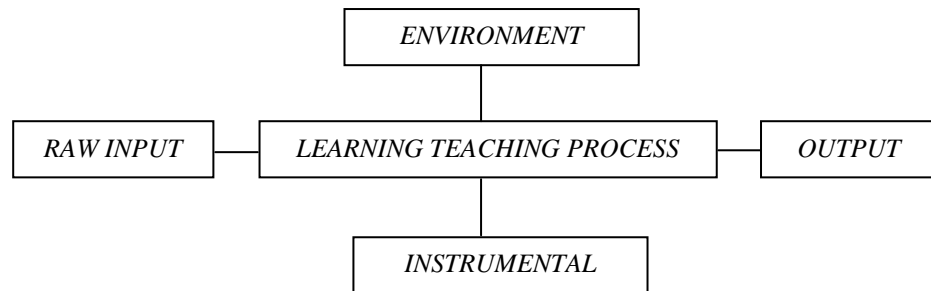 ENVIRONMENT
RAW INPUT
LEARNING TEACHING PROCESS
OUTPUT
INSTRUMENTAL